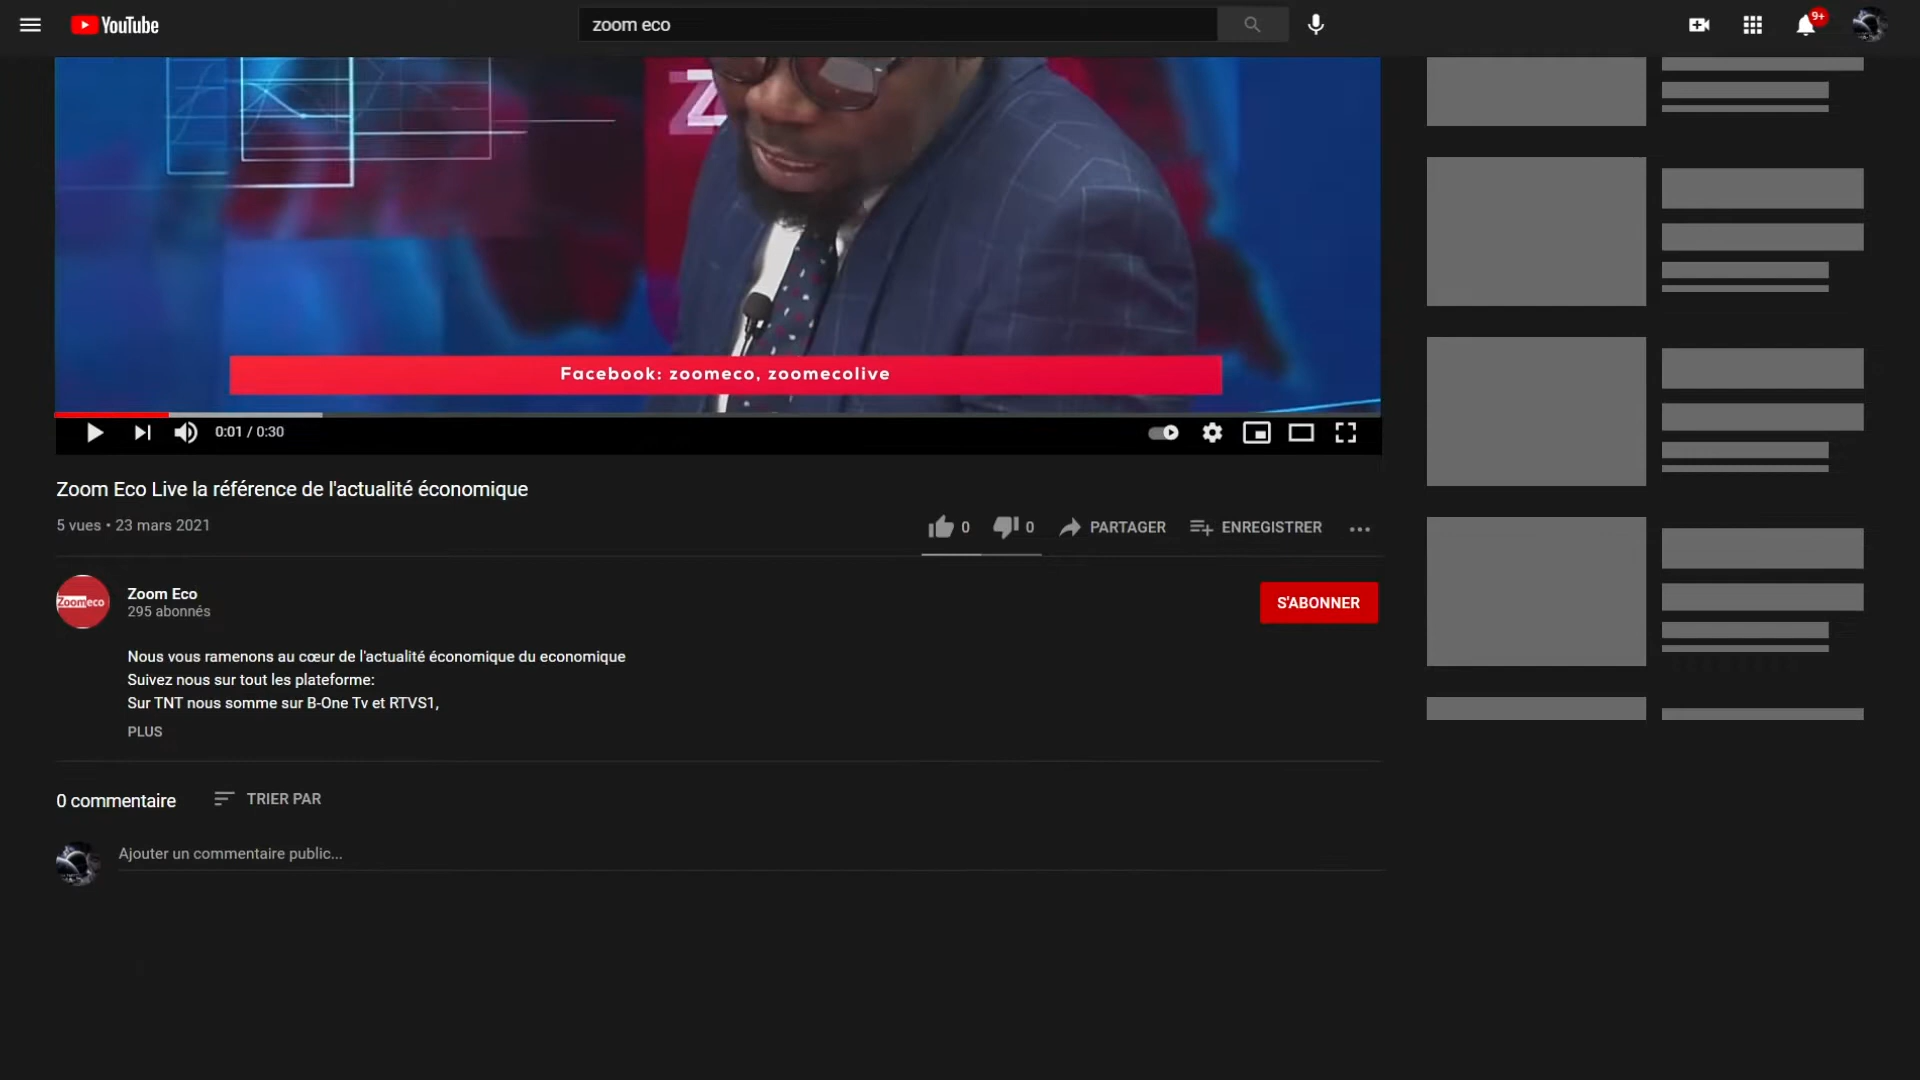 YouTube
zoom eco
9+
Z
Facebook: zoomeco, zoomecolive
0:01 / 0:30
Zoom Eco Live la référence de l'actualité économique
5 vues • 23 mars 2021
0
0
PARTAGER
ENREGISTRER
Zoomeco
Zoom Eco
295 abonnés
S'ABONNER
Nous vous ramenons au cœur de l'actualité économique du economique
Suivez nous sur tout les plateforme:
Sur TNT nous somme sur B-One Tv et RTVS1,
PLUS
0 commentaire
TRIER PAR
Ajouter un commentaire public...